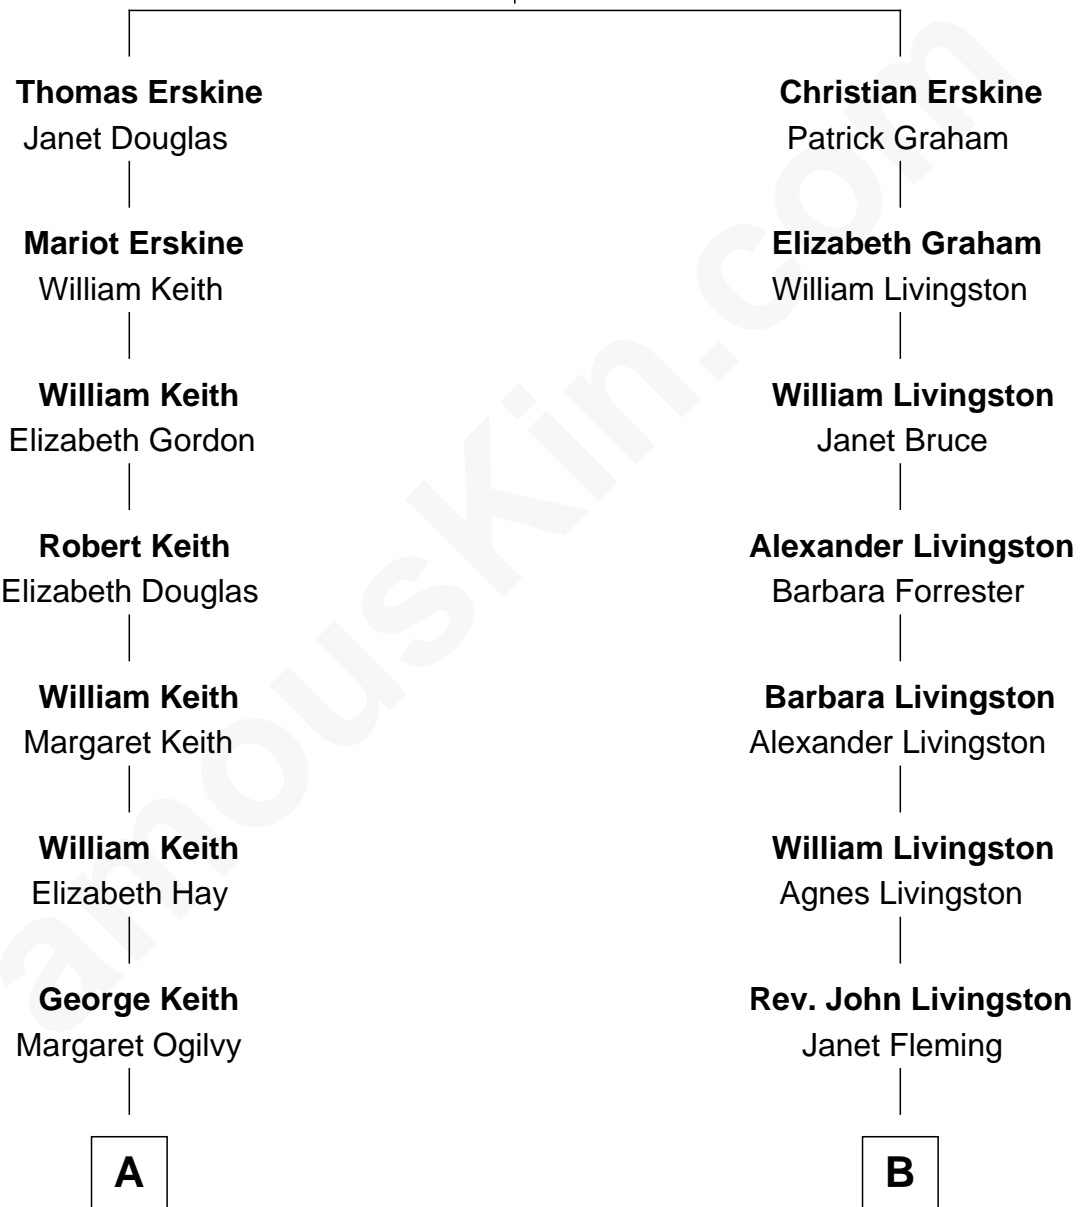 Thomas Erskine
Janet Douglas
Christian Erskine
Patrick Graham
Mariot Erskine
William Keith
Elizabeth Graham
William Livingston
William Keith
Elizabeth Gordon
William Livingston
Janet Bruce
Robert Keith
Elizabeth Douglas
Alexander Livingston
Barbara Forrester
William Keith
Margaret Keith
Barbara Livingston
Alexander Livingston
William Keith
Elizabeth Hay
William Livingston
Agnes Livingston
George Keith
Margaret Ogilvy
Rev. John Livingston
Janet Fleming
A
B
amousKin.com